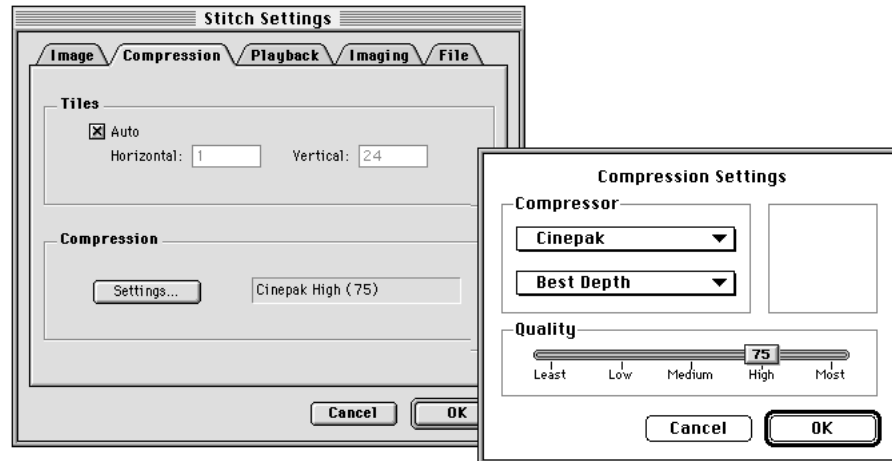 Stitch Settings
Image Compression Playback Imaging File
Tiles
Auto
Horizontal: 1 Vertical: 24
Compression
Settings... Cinepak High (75)
Cancel OK
Compression Settings
Compressor
Cinepak
Best Depth
Quality
75
Least Low Medium High Most
Cancel OK